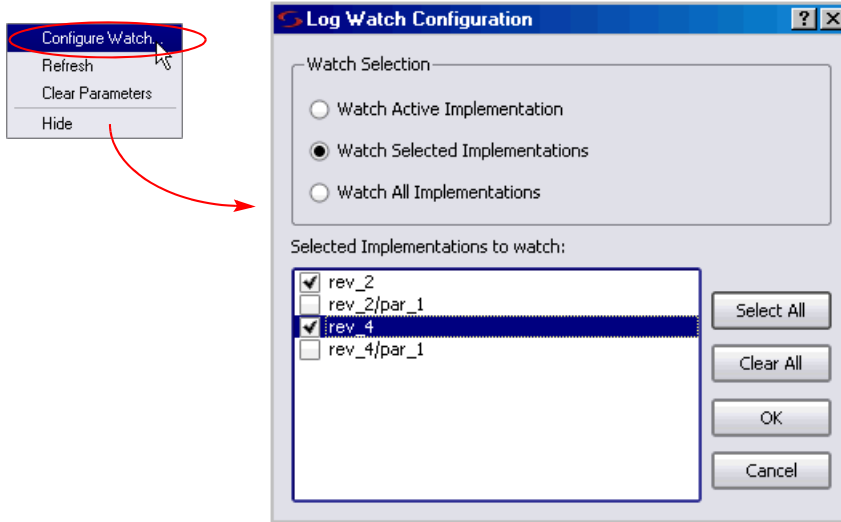 Configure Watch...
Refresh
Clear Parameters
Hide
Log Watch Configuration
Watch Selection
Watch Active Implementation
Watch Selected Implementations
Watch All Implementations
Selected Implementations to watch:
rev_2
rev_2/par_1
rev_4
rev_4/par_1
Select All
Clear All
OK
Cancel